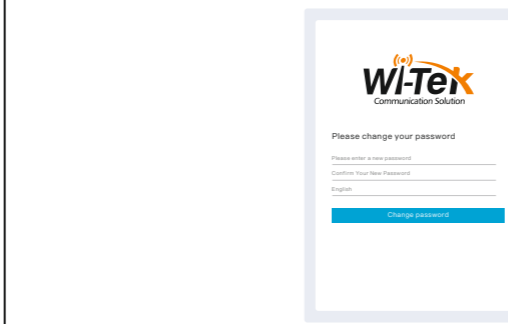 Wi-Tek
Communication Solution
Please change your password
Please enter a new password
Confirm Your New Password
English
Change password